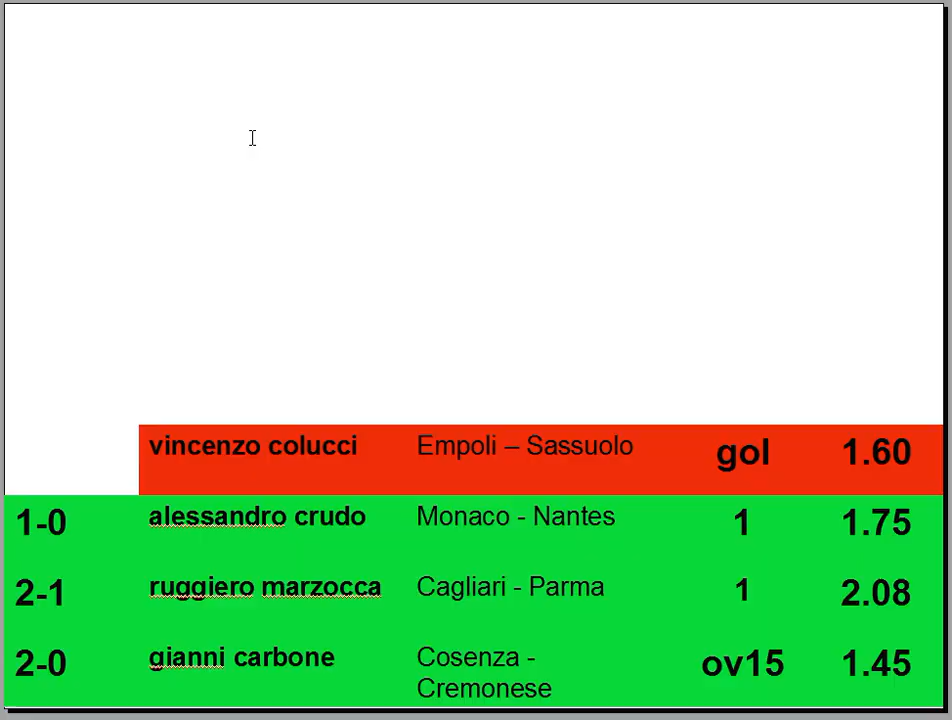 vincenzo colucci Empoli – Sassuolo gol 1.60
1-0 alessandro crudo Monaco - Nantes 1 1.75
2-1 ruggiero marzocca Cagliari - Parma 1 2.08
2-0 gianni carbone Cosenza - ov15 1.45
Cremonese